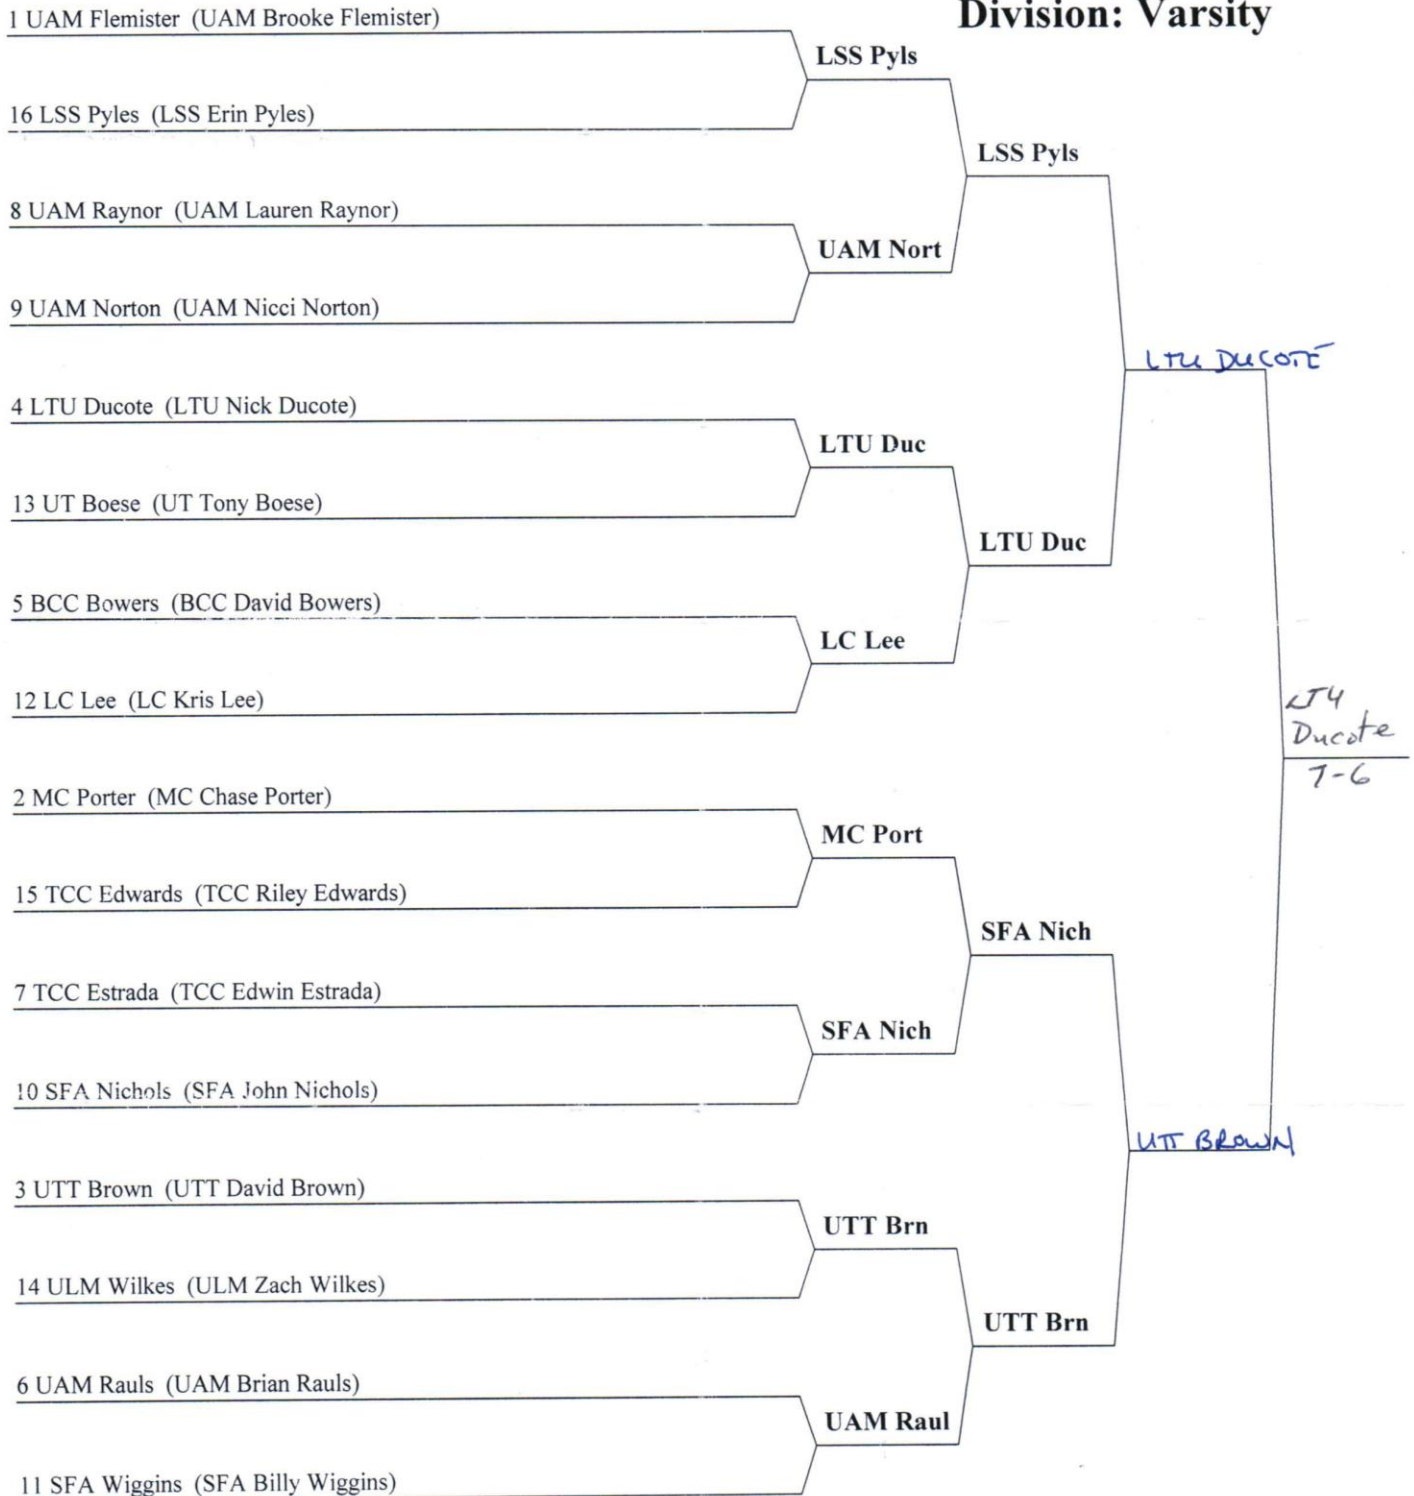 Division: Varsity
1 UAM Flemister (UAM Brooke Flemister)
LSS Pyls
16 LSS Pyles (LSS Erin Pyles)
LSS Pyls
8 UAM Raynor (UAM Lauren Raynor)
UAM Nort
9 UAM Norton (UAM Nicci Norton)
LTU DUCOTE
4 LTU Ducote (LTU Nick Ducote)
LTU Duc
13 UT Boese (UT Tony Boese)
LTU Duc
5 BCC Bowers (BCC David Bowers)
LC Lee
12 LC Lee (LC Kris Lee)
LTU
Ducote
7-6
2 MC Porter (MC Chase Porter)
MC Port
15 TCC Edwards (TCC Riley Edwards)
SFA Nich
7 TCC Estrada (TCC Edwin Estrada)
SFA Nich
10 SFA Nichols (SFA John Nichols)
UTT BROWN
3 UTT Brown (UTT David Brown)
UTT Brn
14 ULM Wilkes (ULM Zach Wilkes)
UTT Brn
6 UAM Rauls (UAM Brian Rauls)
UAM Raul
11 SFA Wiggins (SFA Billy Wiggins)